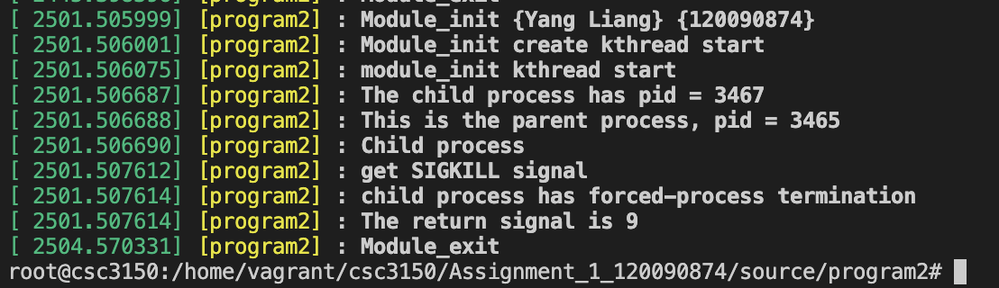 [ 2501.505999] [program2] : Module_init {Yang Liang} {120090874}
[ 2501.506001] [program2] : Module_init create kthread start
[ 2501.506075] [program2] : module_init kthread start
[ 2501.506687] [program2] : The child process has pid = 3467
[ 2501.506688] [program2] : This is the parent process, pid = 3465
[ 2501.506690] [program2] : Child process
[ 2501.507612] [program2] : get SIGKILL signal
[ 2501.507614] [program2] : child process has forced-process termination
[ 2501.507614] [program2] : The return signal is 9
[ 2504.570331] [program2] : Module_exit
root@csc3150:/home/vagrant/csc3150/Assignment_1_120090874/source/program2#